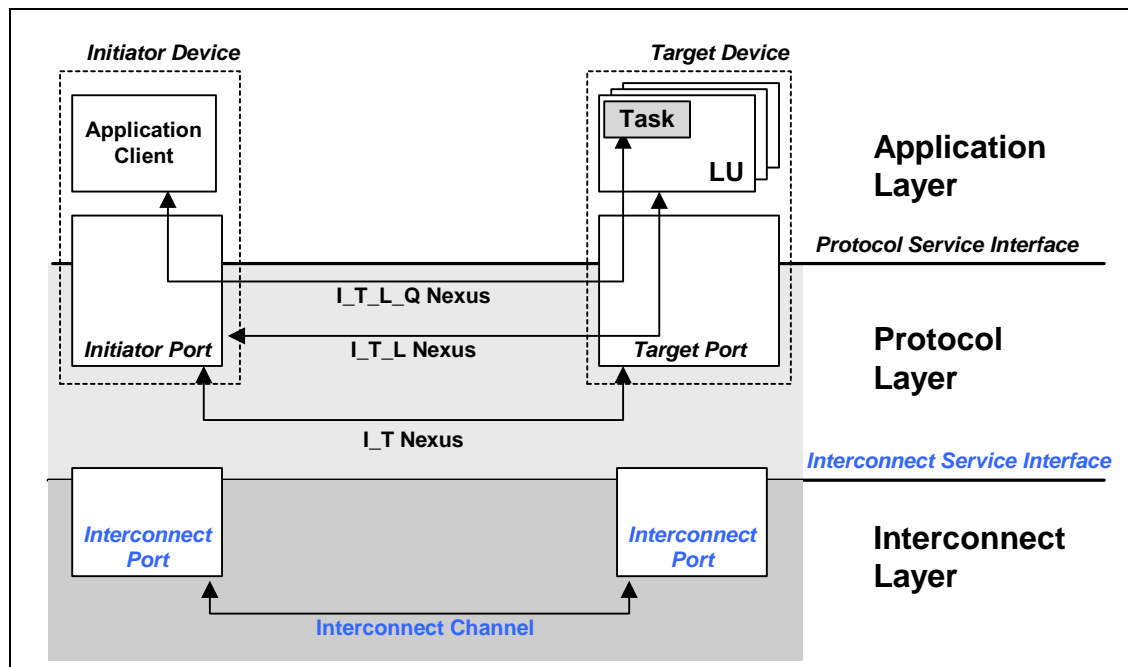 Initiator Device
Target Device
Application
Client
Task
LU
Application
Layer
Protocol Service Interface
I_T_L_Q Nexus
Initiator Port
I_T_L Nexus
Target Port
Protocol
Layer
I_T Nexus
Interconnect Service Interface
Interconnect
Port
Interconnect
Port
Interconnect
Layer
Interconnect Channel